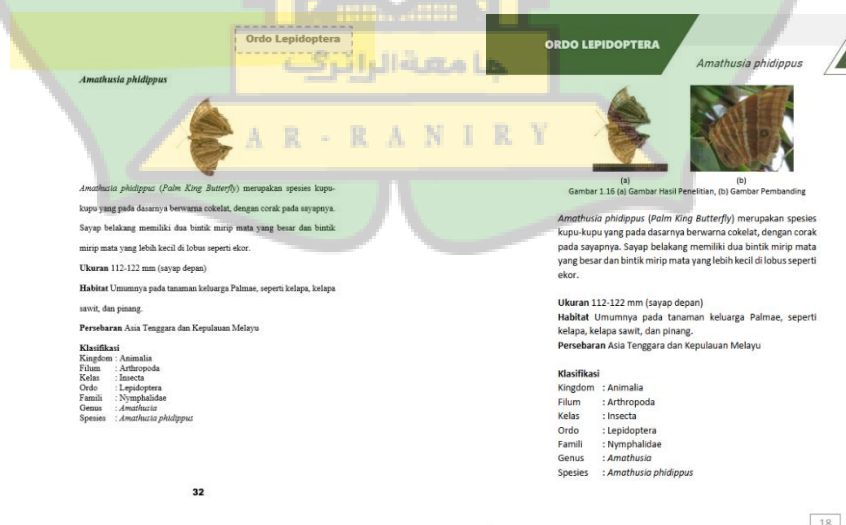 Ordo Lepidoptera
Amathusia phidippus
جامعة الرانري
AR-RANIRY
Amathusia phidippus (Palm King Butterfly) merupakan spesies kupu-
kupu yang pada dasarnya berwarna cokelat, dengan corak pada sayapnya.
Sayap belakang memiliki dua bintik mirip mata yang besar dan bintik
mirip mata yang lebih kecil di lobus seperti ekor.
Ukuran 112-122 mm (sayap depan)
Habitat Umumnya pada tanaman keluarga Palmae, seperti kelapa, kelapa
sawit, dan pinang.
Persebaran Asia Tenggara dan Kepulauan Melayu
Klasifikasi
Kingdom : Animalia
Filum : Arthropoda
Kelas : Insecta
Ordo : Lepidoptera
Famili : Nymphalidae
Genus : Amathusia
Spesies : Amathusia phidippus
32
ORDO LEPIDOPTERA
Amathusia phidippus
(a) (b)
Gambar 1.16 (a) Gambar Hasil Penelitian, (b) Gambar Pembanding
Amathusia phidippus (Palm King Butterfly) merupakan spesies
kupu-kupu yang pada dasarnya berwarna cokelat, dengan corak
pada sayapnya. Sayap belakang memiliki dua bintik mirip mata
yang besar dan bintik mirip mata yang lebih kecil di lobus seperti
ekor.
Ukuran 112-122 mm (sayap depan)
Habitat Umumnya pada tanaman keluarga Palmae, seperti
kelapa, kelapa sawit, dan pinang.
Persebaran Asia Tenggara dan Kepulauan Melayu
Klasifikasi
Kingdom : Animalia
Filum : Arthropoda
Kelas : Insecta
Ordo : Lepidoptera
Famili : Nymphalidae
Genus : Amathusia
Spesies : Amathusia phidippus
18